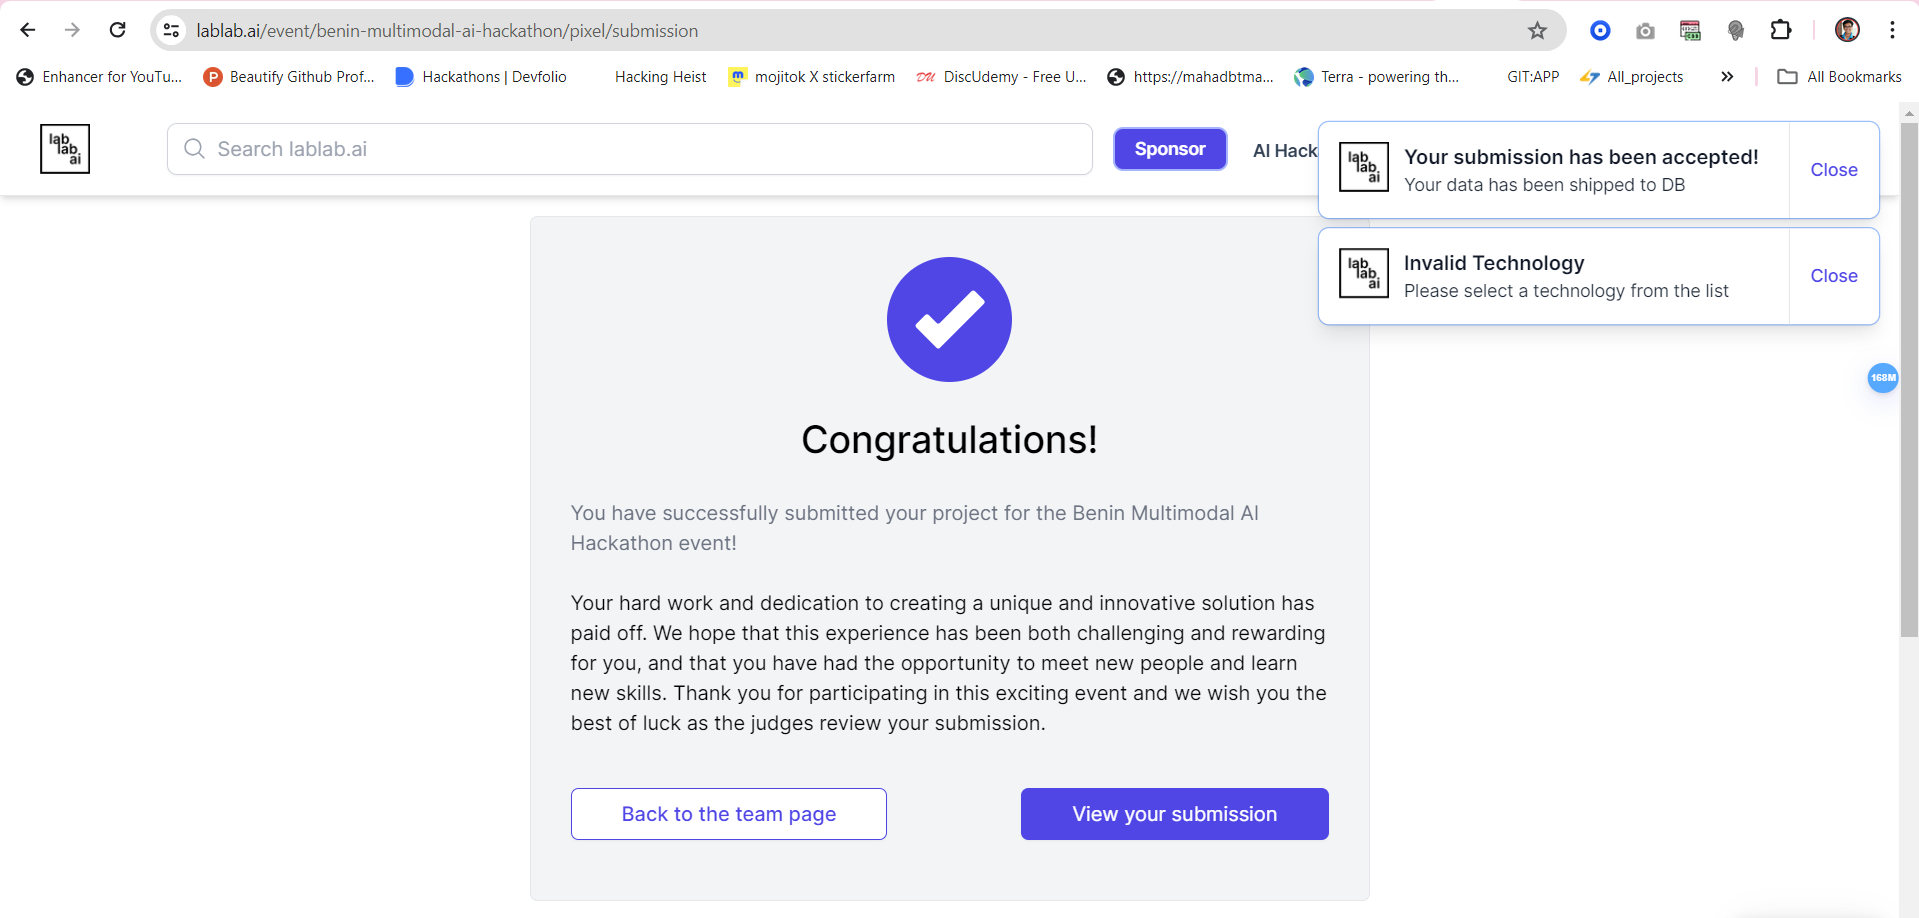 lablab.ai/event/benin-multimodal-ai-hackathon/pixel/submission
Enhancer for YouTu... Beautify Github Prof... Hackathons | Devfolio Hacking Heist mojitok X stickerfarm DU DiscUdemy - Free U... https://mahadbtma... Terra - powering th... GIT:APP All_projects » All Bookmarks
lab
lab
.ai
Search lablab.ai
Sponsor
AI Hack
lab
lab
.ai
Your submission has been accepted!
Your data has been shipped to DB
Close
lab
lab
.ai
Invalid Technology
Please select a technology from the list
Close
168M
Congratulations!
You have successfully submitted your project for the Benin Multimodal AI
Hackathon event!
Your hard work and dedication to creating a unique and innovative solution has
paid off. We hope that this experience has been both challenging and rewarding
for you, and that you have had the opportunity to meet new people and learn
new skills. Thank you for participating in this exciting event and we wish you the
best of luck as the judges review your submission.
Back to the team page
View your submission